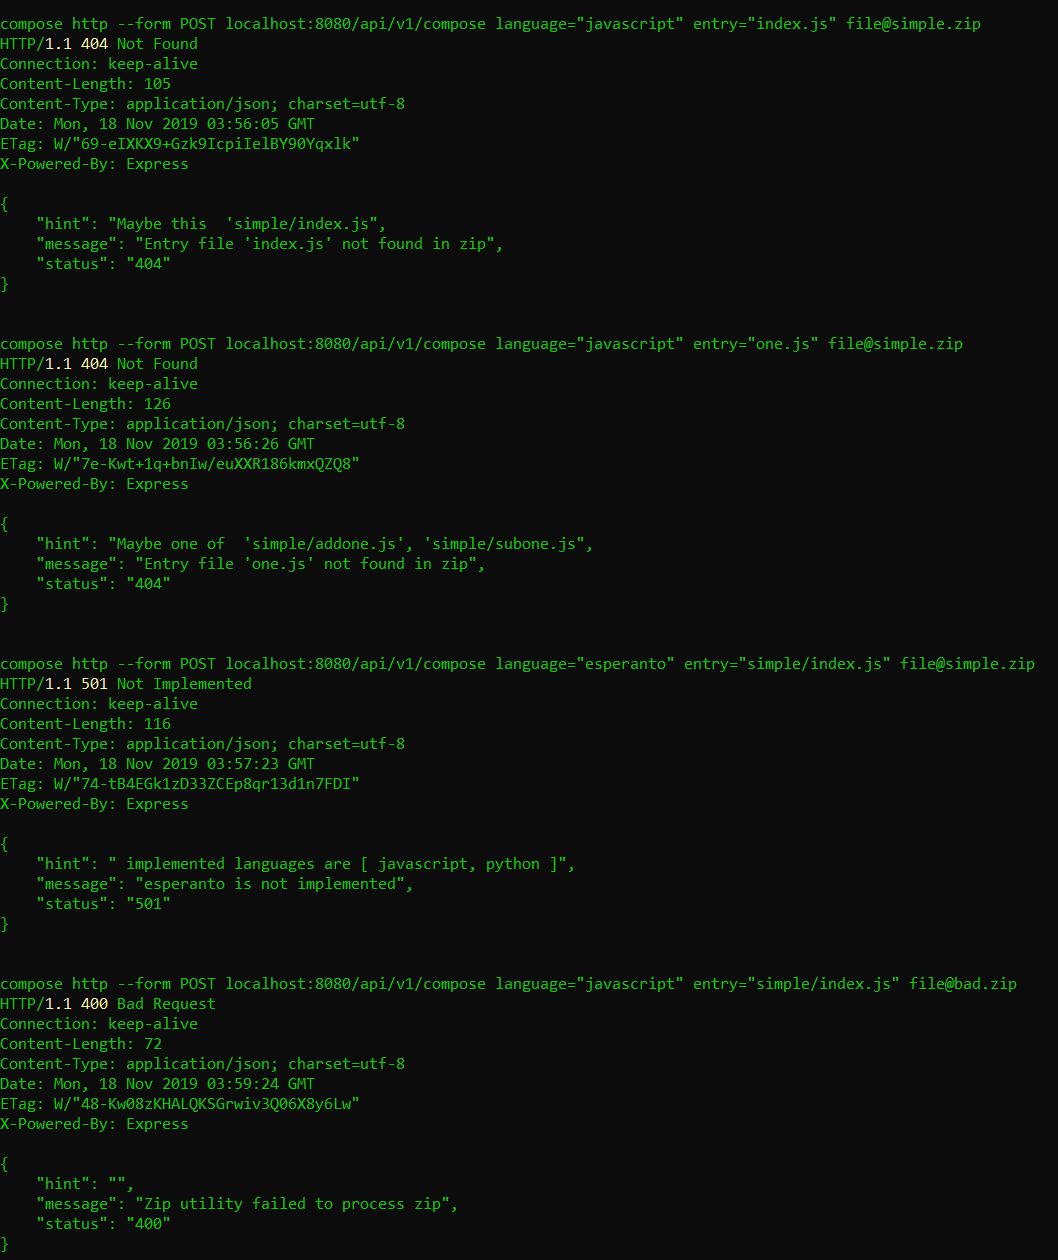 compose http --form POST localhost:8080/api/v1/compose language="javascript" entry="index.js" file@simple.zip
HTTP/1.1 404 Not Found
Connection: keep-alive
Content-Length: 105
Content-Type: application/json; charset=utf-8
Date: Mon, 18 Nov 2019 03:56:05 GMT
ETag: W/"69-eIXKX9+Gzk9IcpiIelBY90Yqxlk"
X-Powered-By: Express
{
    "hint": "Maybe this  'simple/index.js",
    "message": "Entry file 'index.js' not found in zip",
    "status": "404"
}
compose http --form POST localhost:8080/api/v1/compose language="javascript" entry="one.js" file@simple.zip
HTTP/1.1 404 Not Found
Connection: keep-alive
Content-Length: 126
Content-Type: application/json; charset=utf-8
Date: Mon, 18 Nov 2019 03:56:26 GMT
ETag: W/"7e-Kwt+1q+bnIw/euXXR186kmxQZQ8"
X-Powered-By: Express
{
    "hint": "Maybe one of  'simple/addone.js', 'simple/subone.js",
    "message": "Entry file 'one.js' not found in zip",
    "status": "404"
}
compose http --form POST localhost:8080/api/v1/compose language="esperanto" entry="simple/index.js" file@simple.zip
HTTP/1.1 501 Not Implemented
Connection: keep-alive
Content-Length: 116
Content-Type: application/json; charset=utf-8
Date: Mon, 18 Nov 2019 03:57:23 GMT
ETag: W/"74-tB4EGk1zD33ZCEp8qr13d1n7FDI"
X-Powered-By: Express
{
    "hint": " implemented languages are [ javascript, python ]",
    "message": "esperanto is not implemented",
    "status": "501"
}
compose http --form POST localhost:8080/api/v1/compose language="javascript" entry="simple/index.js" file@bad.zip
HTTP/1.1 400 Bad Request
Connection: keep-alive
Content-Length: 72
Content-Type: application/json; charset=utf-8
Date: Mon, 18 Nov 2019 03:59:24 GMT
ETag: W/"48-Kw08zKHALQKSGrwiv3Q06X8y6Lw"
X-Powered-By: Express
{
    "hint": "",
    "message": "Zip utility failed to process zip",
    "status": "400"
}